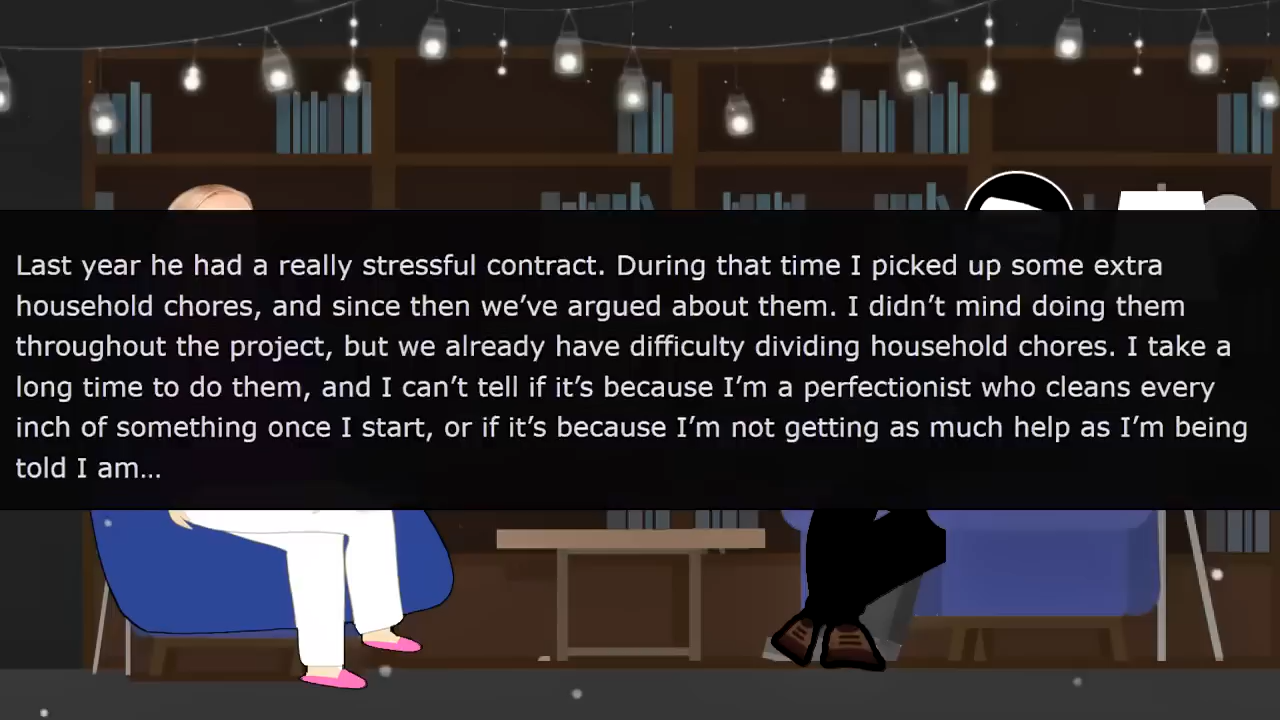 Last year he had a really stressful contract. During that time I picked up some extra
household chores, and since then we’ve argued about them. I didn’t mind doing them
throughout the project, but we already have difficulty dividing household chores. I take a
long time to do them, and I can’t tell if it’s because I’m a perfectionist who cleans every
inch of something once I start, or if it’s because I’m not getting as much help as I’m being
told I am…